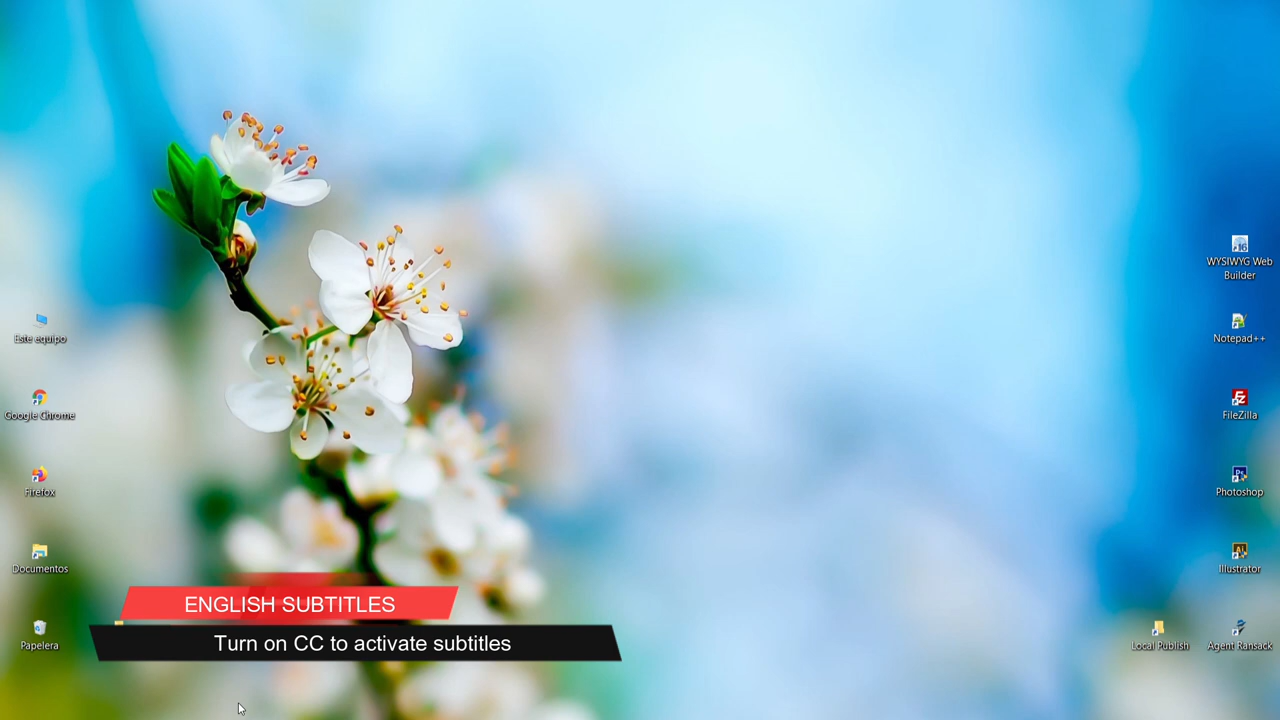 WYSIWYG Web
Builder
Notepad++
Este equipo
Google Chrome
FileZilla
Firefox
Photoshop
Documentos
Illustrator
ENGLISH SUBTITLES
Turn on CC to activate subtitles
Papelera
Local Publish
Agent Ransack